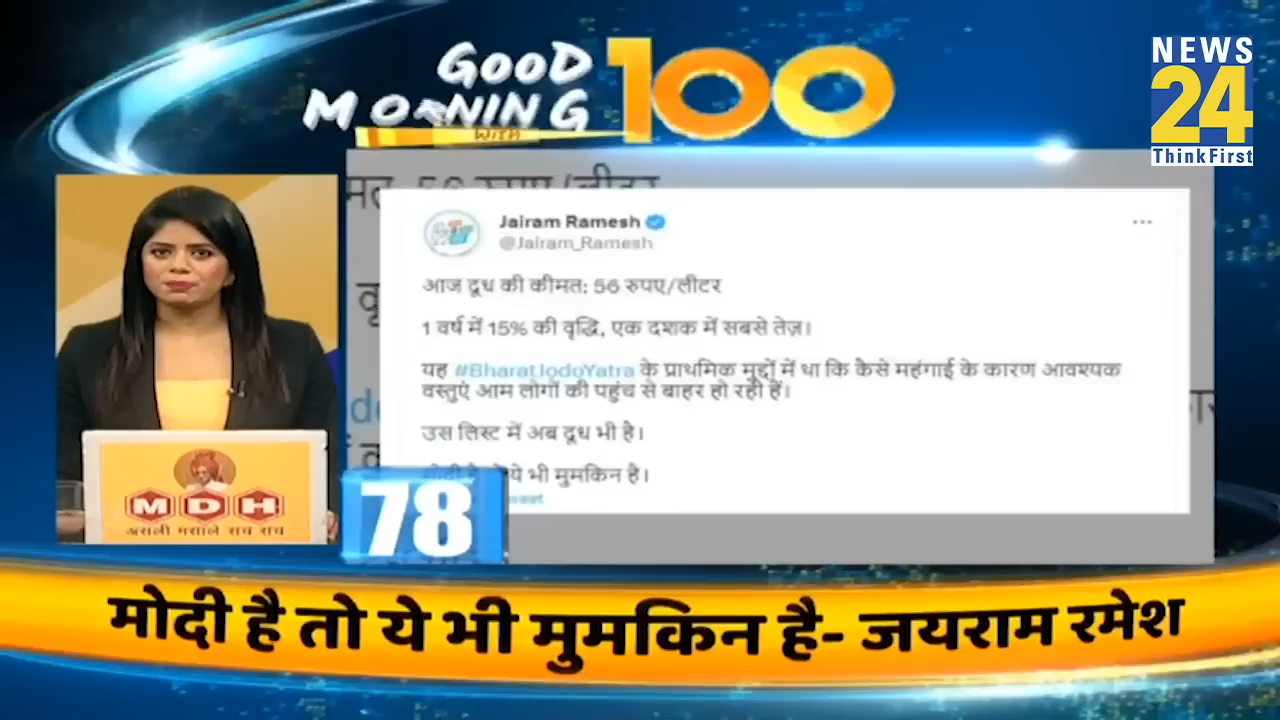 GOOD
MORNING
WITH
100
NEWS
24
ThinkFirst
Jairam Ramesh
@Jairam_Ramesh
आज दूध की कीमत: 56 रुपए/लीटर
1 वर्ष में 15% की वृद्धि, एक दशक में सबसे तेज़।
यह #BharatJodoYatra के प्राथमिक मुद्दों में था कि कैसे महंगाई के कारण आवश्यक
वस्तुएं आम लोगों की पहुंच से बाहर हो रही हैं।
उस लिस्ट में अब दूध भी है।
मोदी है तो ये भी मुमकिन है।
MDH
असली मसाले सच सच
78
मोदी है तो ये भी मुमकिन है- जयराम रमेश